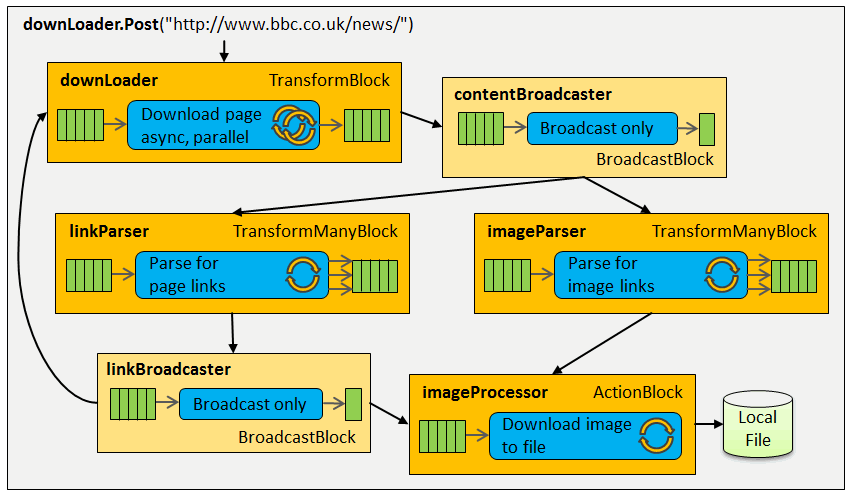 downLoader.Post("http://www.bbc.co.uk/news/")
downLoader TransformBlock
Download page
async, parallel
contentBroadcaster
Broadcast only
BroadcastBlock
linkParser TransformManyBlock
Parse for
page links
imageParser TransformManyBlock
Parse for
image links
linkBroadcaster
Broadcast only
BroadcastBlock
imageProcessor ActionBlock
Download image
to file
Local
File